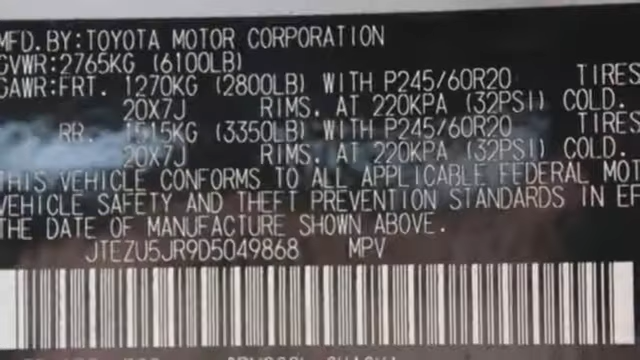 MFD.BY:TOYOTA MOTOR CORPORATION
GVWR:2765KG (6100LB)
GAWR:FRT. 1270KG (2800LB) WITH P245/60R20 TIRES
20X7J RIMS. AT 220KPA (32PSI) COLD.
RR. 1515KG (3350LB) WITH P245/60R20 TIRES
20X7J RIMS. AT 220KPA (32PSI) COLD.
THIS VEHICLE CONFORMS TO ALL APPLICABLE FEDERAL MOT
VEHICLE SAFETY AND THEFT PREVENTION STANDARDS IN EF
THE DATE OF MANUFACTURE SHOWN ABOVE.
JTEZU5JR9D5049868 MPV